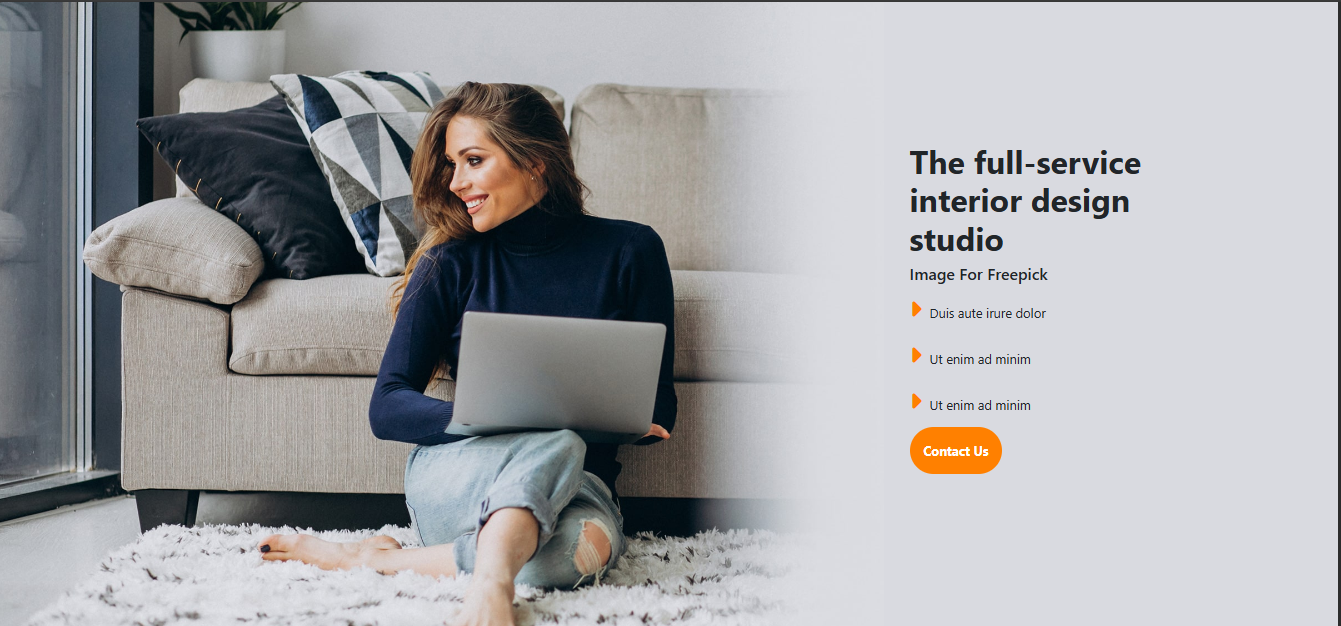 The full-service
interior design
studio
Image For Freepick
Duis aute irure dolor
Ut enim ad minim
Ut enim ad minim
Contact Us